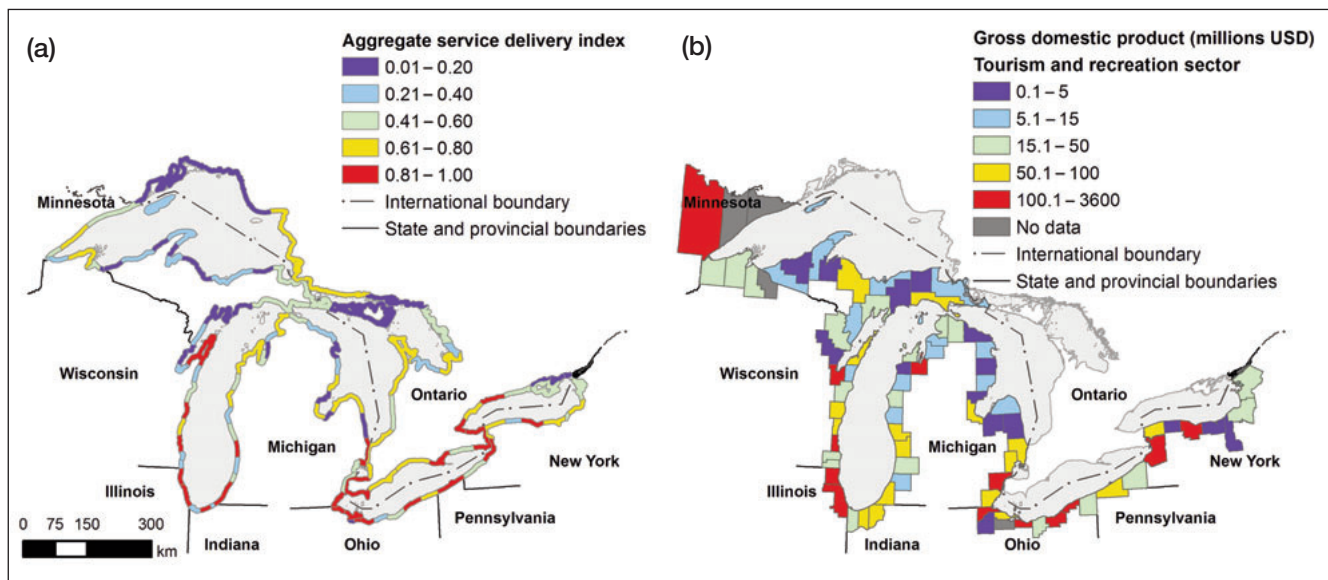 (a)
Aggregate service delivery index
0.01 – 0.20
0.21 – 0.40
0.41 – 0.60
0.61 – 0.80
0.81 – 1.00
International boundary
State and provincial boundaries
Minnesota
Wisconsin
Ontario
Michigan
New York
Illinois
Pennsylvania
Indiana
Ohio
0 75 150 300
km
(b)
Gross domestic product (millions USD)
Tourism and recreation sector
0.1 – 5
5.1 – 15
15.1 – 50
50.1 – 100
100.1 – 3600
No data
International boundary
State and provincial boundaries
Minnesota
Wisconsin
Ontario
Michigan
New York
Illinois
Pennsylvania
Indiana
Ohio